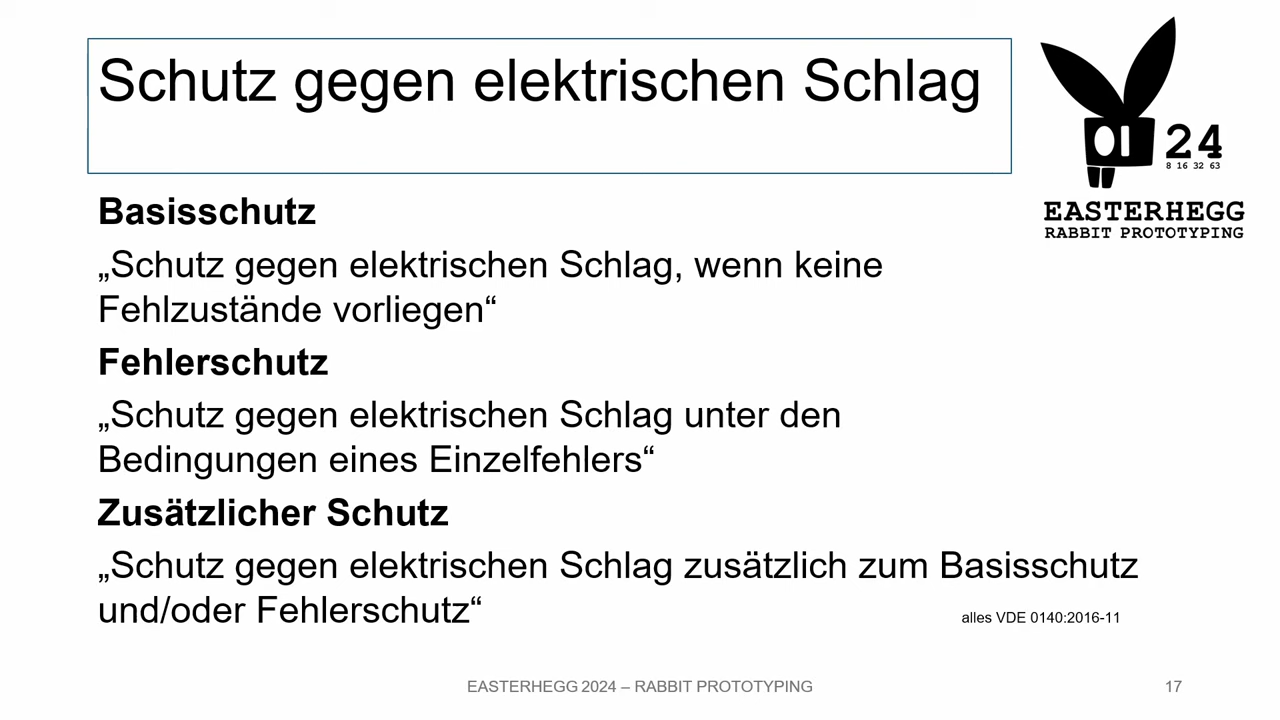 Schutz gegen elektrischen Schlag
24
8 16 32 63
EASTERHEGG
RABBIT PROTOTYPING
Basisschutz
„Schutz gegen elektrischen Schlag, wenn keine
Fehlzustände vorliegen“
Fehlerschutz
„Schutz gegen elektrischen Schlag unter den
Bedingungen eines Einzelfehlers“
Zusätzlicher Schutz
„Schutz gegen elektrischen Schlag zusätzlich zum Basisschutz
und/oder Fehlerschutz“
alles VDE 0140:2016-11
EASTERHEGG 2024 – RABBIT PROTOTYPING
17